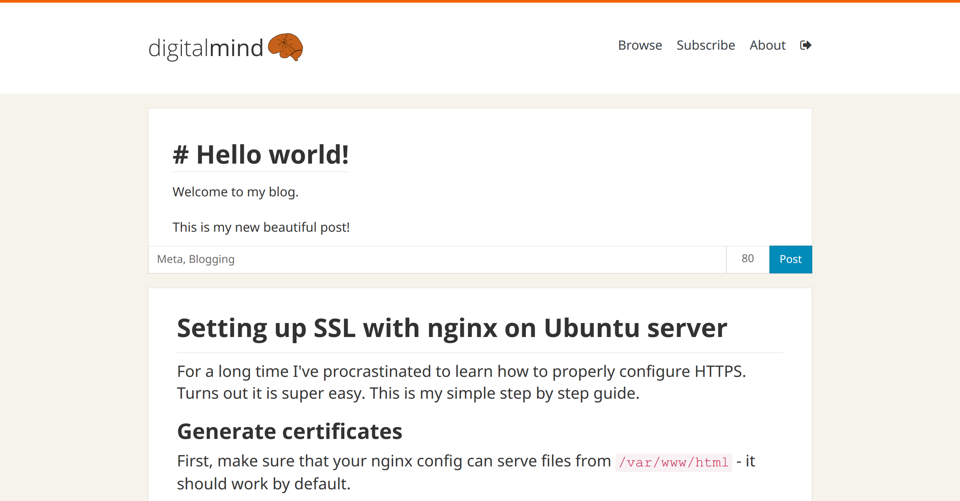 digitalmind
Browse Subscribe About
# Hello world!
Welcome to my blog.
This is my new beautiful post!
Meta, Blogging 80 Post
Setting up SSL with nginx on Ubuntu server
For a long time I've procrastinated to learn how to properly configure HTTPS.
Turns out it is super easy. This is my simple step by step guide.
Generate certificates
First, make sure that your nginx config can serve files from /var/www/html - it
should work by default.